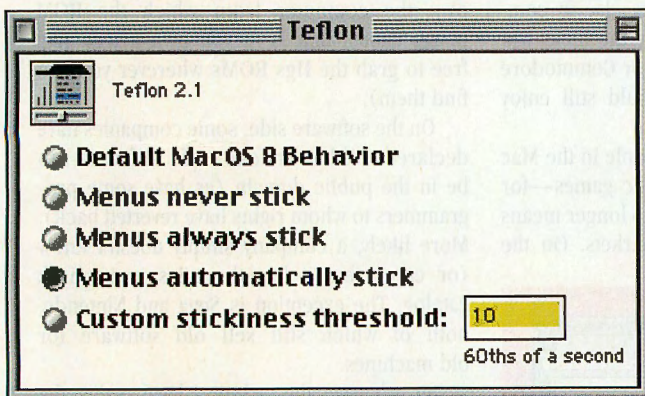 Teflon
Teflon 2.1
Default MacOS 8 Behavior
Menus never stick
Menus always stick
Menus automatically stick
Custom stickiness threshold: 10
60ths of a second